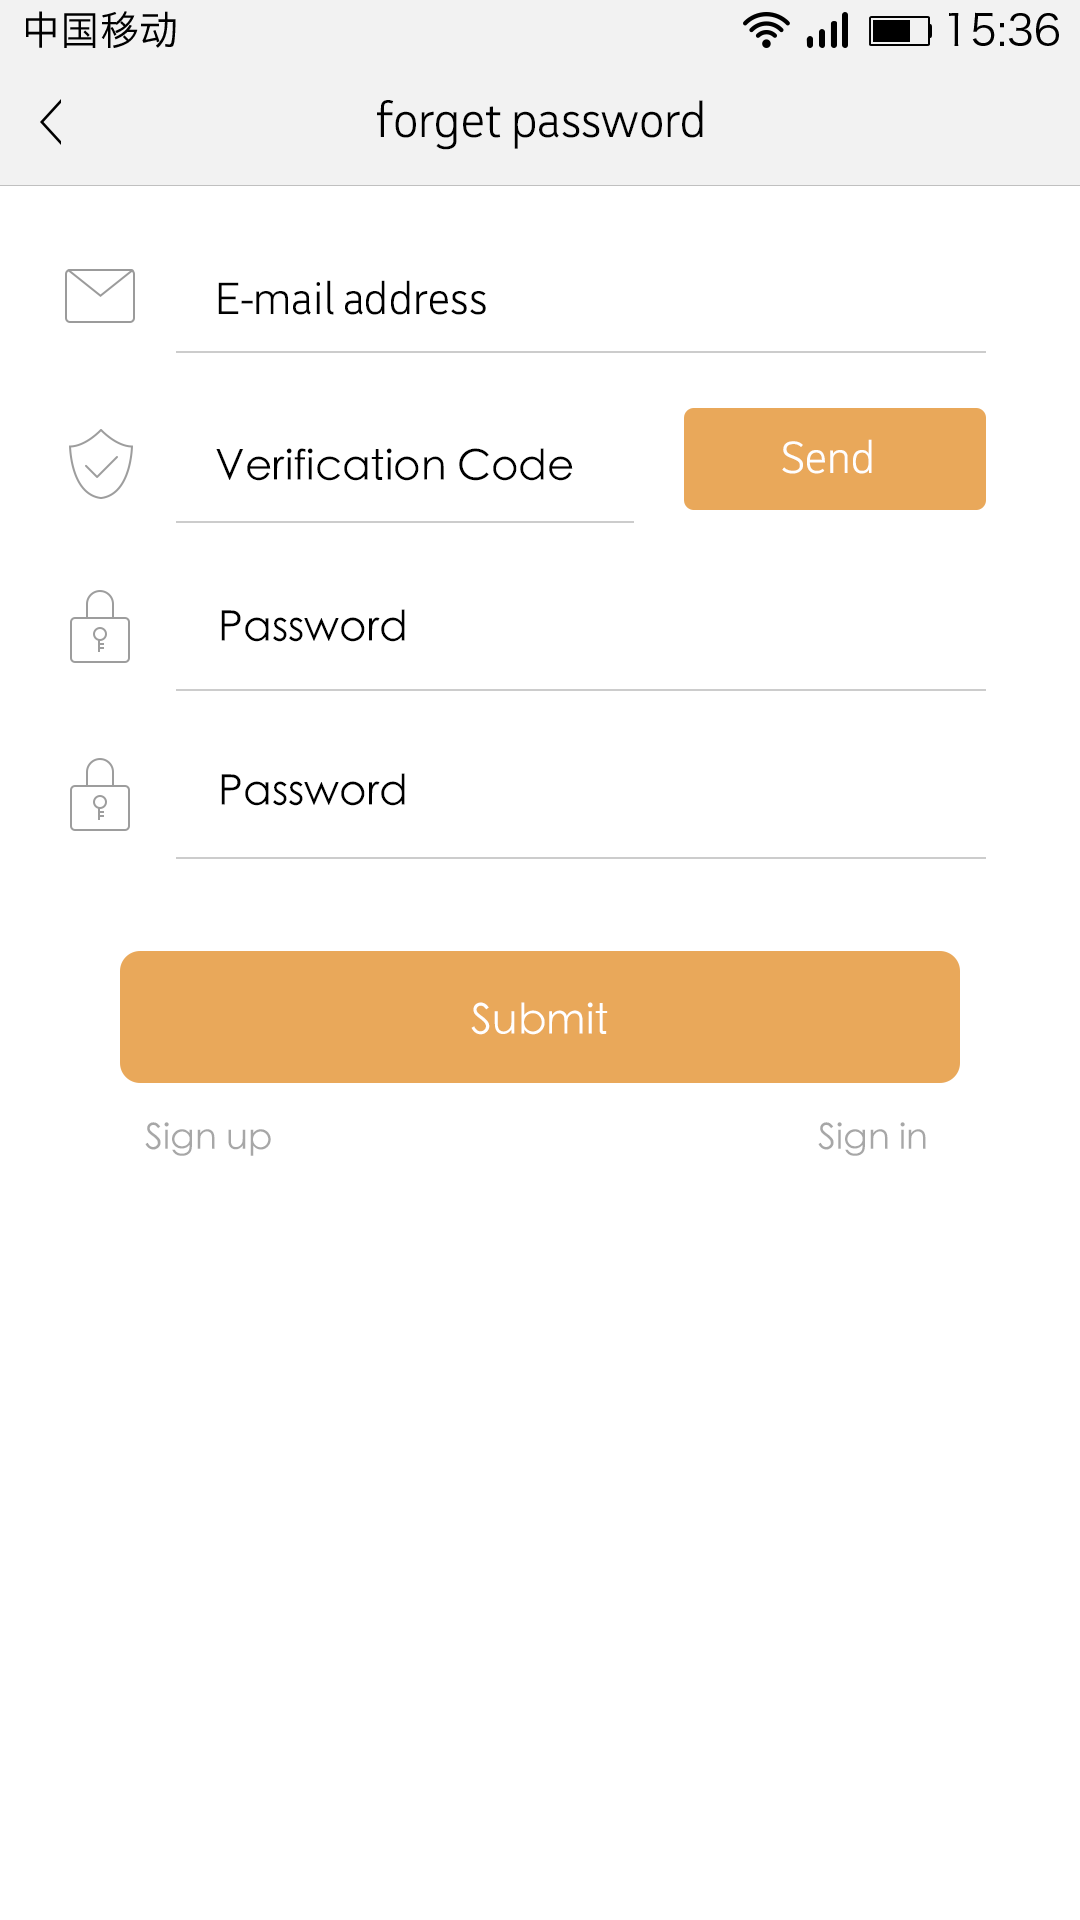 中国移动 15:36
forget password
E-mail address
Verification Code Send
Password
Password
Submit
Sign up Sign in